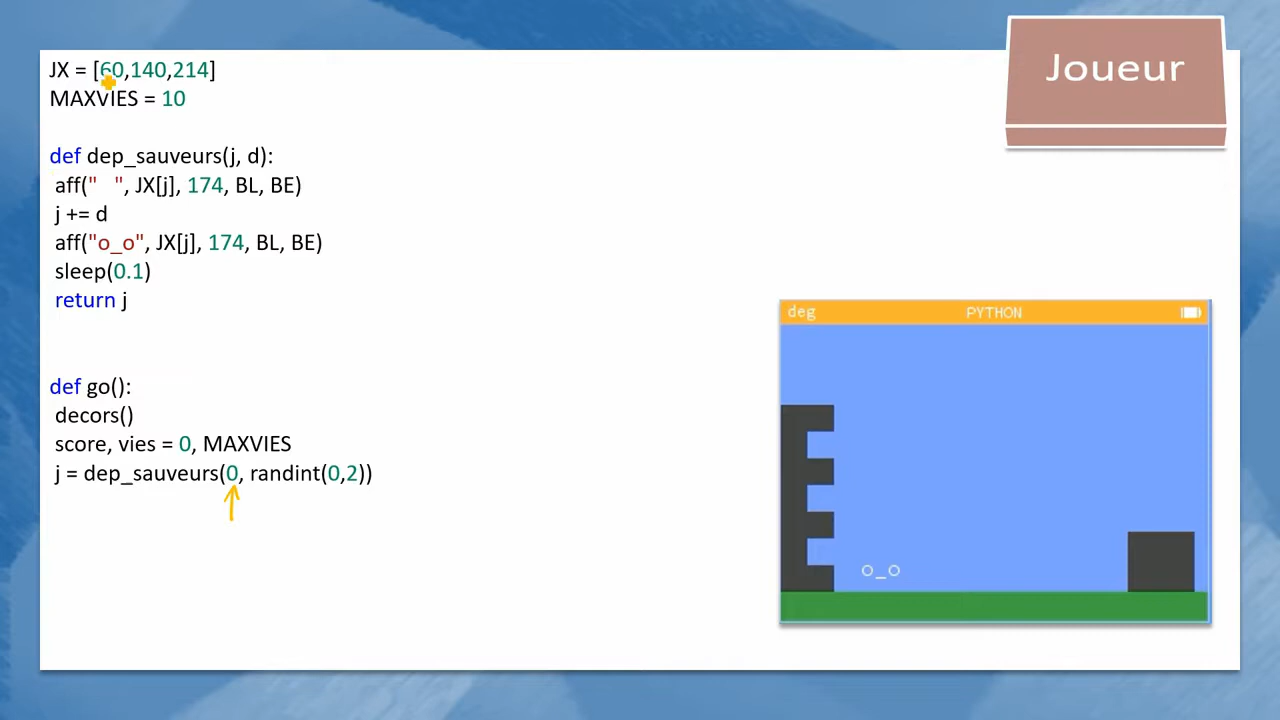 Joueur
JX = [60,140,214]
MAXVIES = 10
def dep_sauveurs(j, d):
aff("   ", JX[j], 174, BL, BE)
j += d
aff("o_o", JX[j], 174, BL, BE)
sleep(0.1)
return j
def go():
decors()
score, vies = 0, MAXVIES
j = dep_sauveurs(0, randint(0,2))
deg PYTHON
o_o